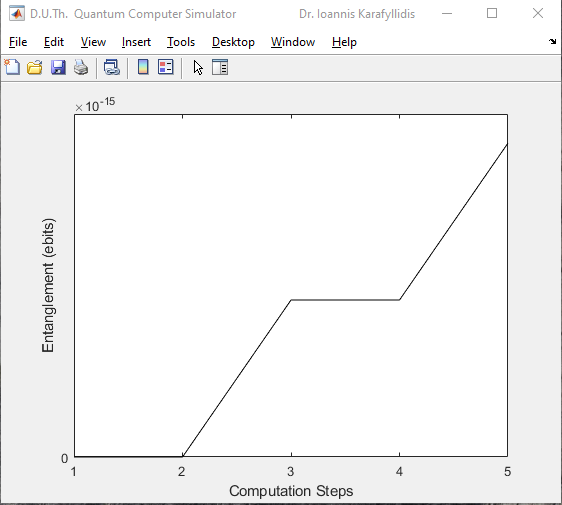 D.U.Th. Quantum Computer Simulator Dr. Ioannis Karafyllidis
File Edit View Insert Tools Desktop Window Help
×10-15
Entanglement (ebits)
0
1 2 3 4 5
Computation Steps